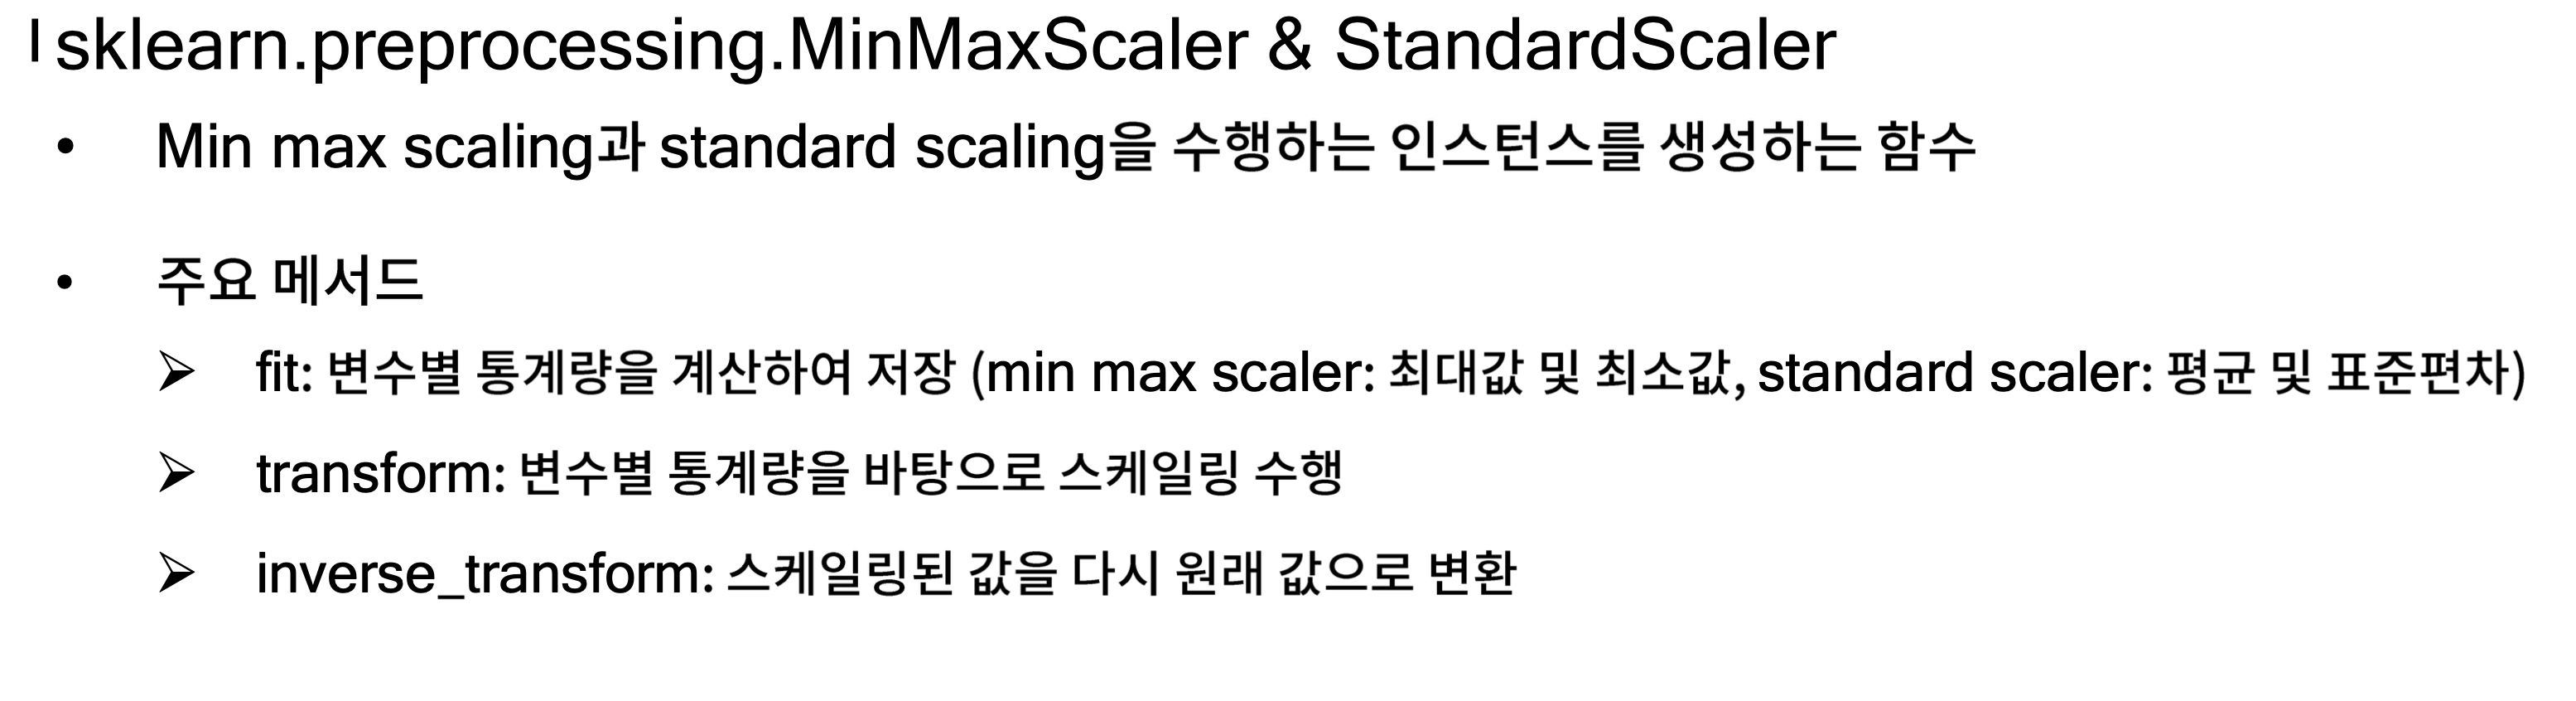 sklearn.preprocessing.MinMaxScaler & StandardScaler
• Min max scaling과 standard scaling을 수행하는 인스턴스를 생성하는 함수
• 주요 메서드
➢ fit: 변수별 통계량을 계산하여 저장 (min max scaler: 최대값 및 최소값, standard scaler: 평균 및 표준편차)
➢ transform: 변수별 통계량을 바탕으로 스케일링 수행
➢ inverse_transform: 스케일링된 값을 다시 원래 값으로 변환